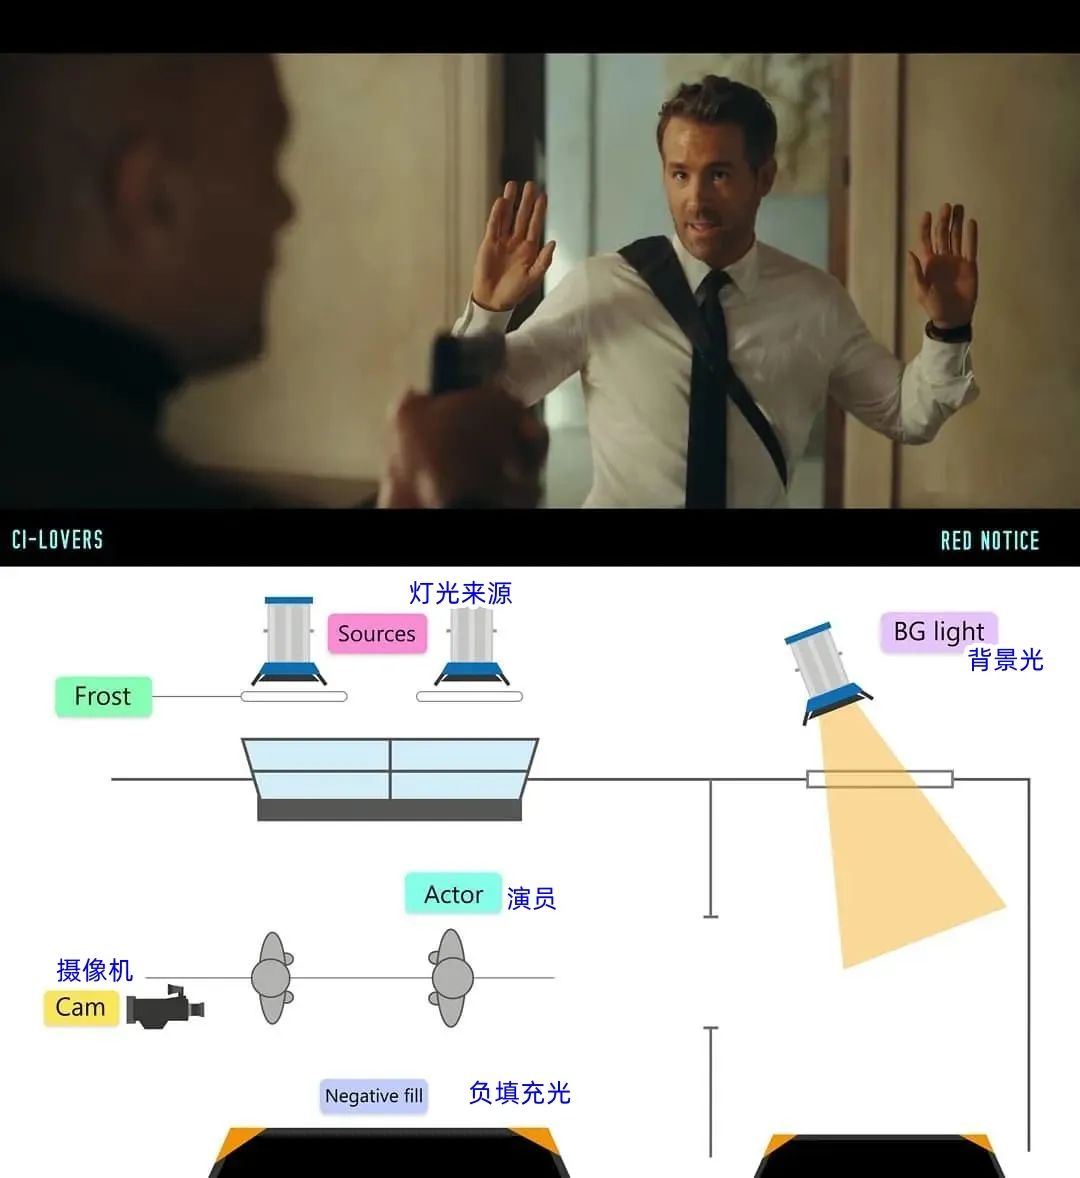 CI-LOVERS
RED NOTICE
灯光来源
Sources
BG light
背景光
Frost
Actor
演员
摄像机
Cam
Negative fill
负填充光